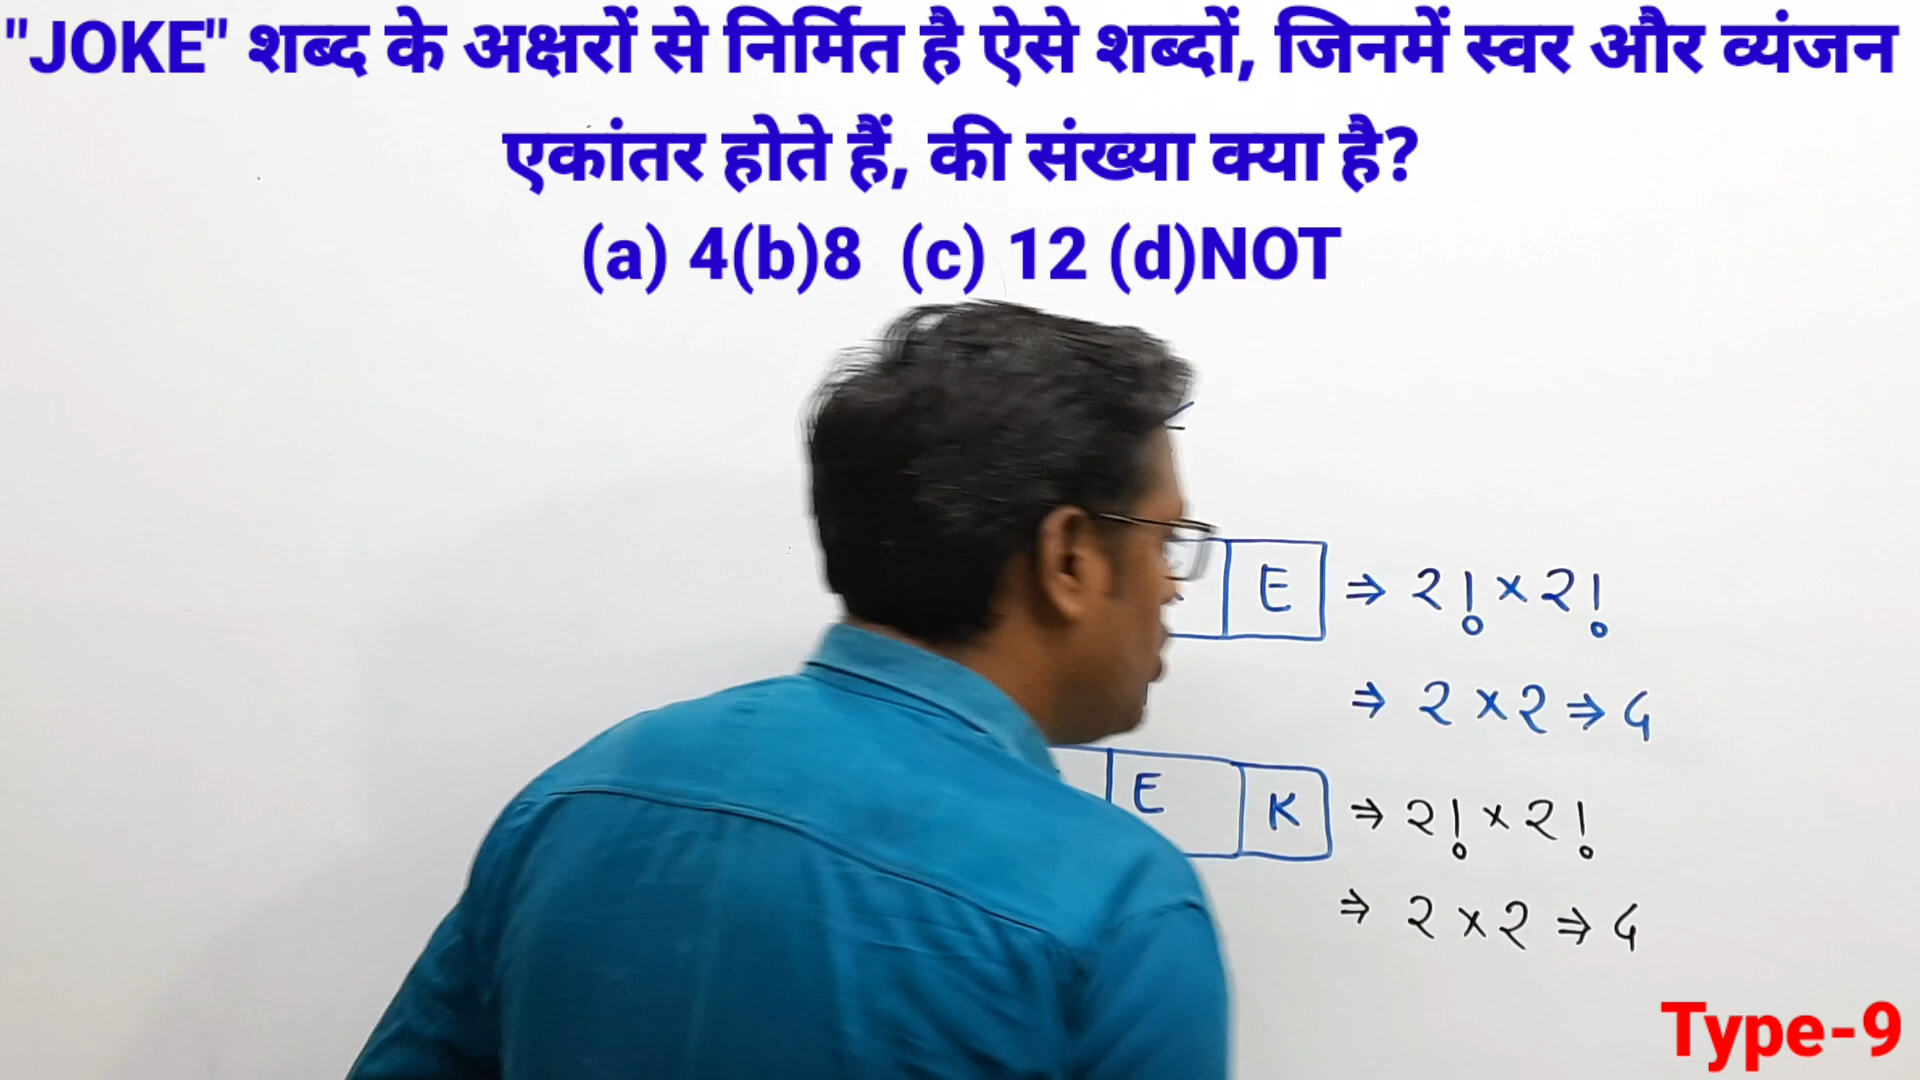 "JOKE" शब्द के अक्षरों से निर्मित है ऐसे शब्दों, जिनमें स्वर और व्यंजन
एकांतर होते हैं, की संख्या क्या है?
(a) 4(b)8 (c) 12 (d)NOT
E ⇒ 2! × 2!
⇒ 2 × 2 ⇒ 4
E K ⇒ 2! × 2!
⇒ 2 × 2 ⇒ 4
Type-9